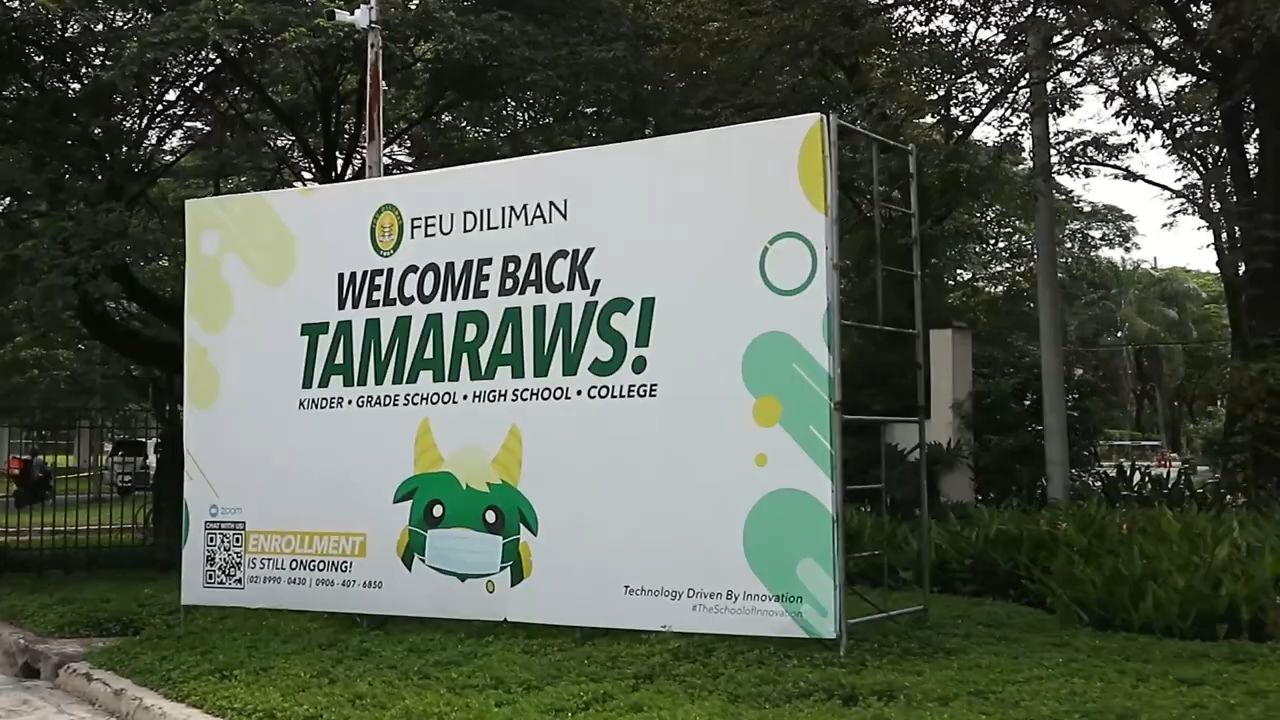 FEU DILIMAN
WELCOME BACK,
TAMARAWS!
KINDER • GRADE SCHOOL • HIGH SCHOOL • COLLEGE
zoom
CHAT WITH US!
ENROLLMENT
IS STILL ONGOING!
(02) 8990-0430 | 0906-407-6850
Technology Driven By Innovation
#TheSchoolofInnovation